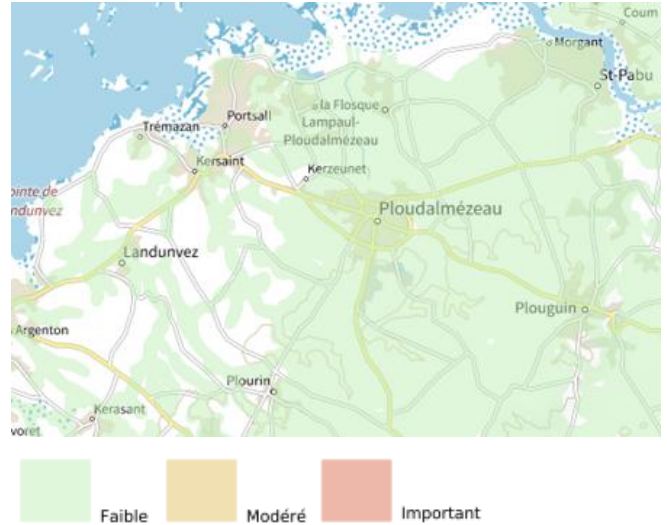 Coum
Morgant
St-Pabu
Portsall
à la Flosque
Lampaul-
Ploudalmézeau
Trémazan
Kersaint
Kerzeunet
ointe de
ndunvez
Ploudalmézeau
Landunvez
Plouguin
Argenton
Plourin
Kerasant
voret
Faible
Modéré
Important